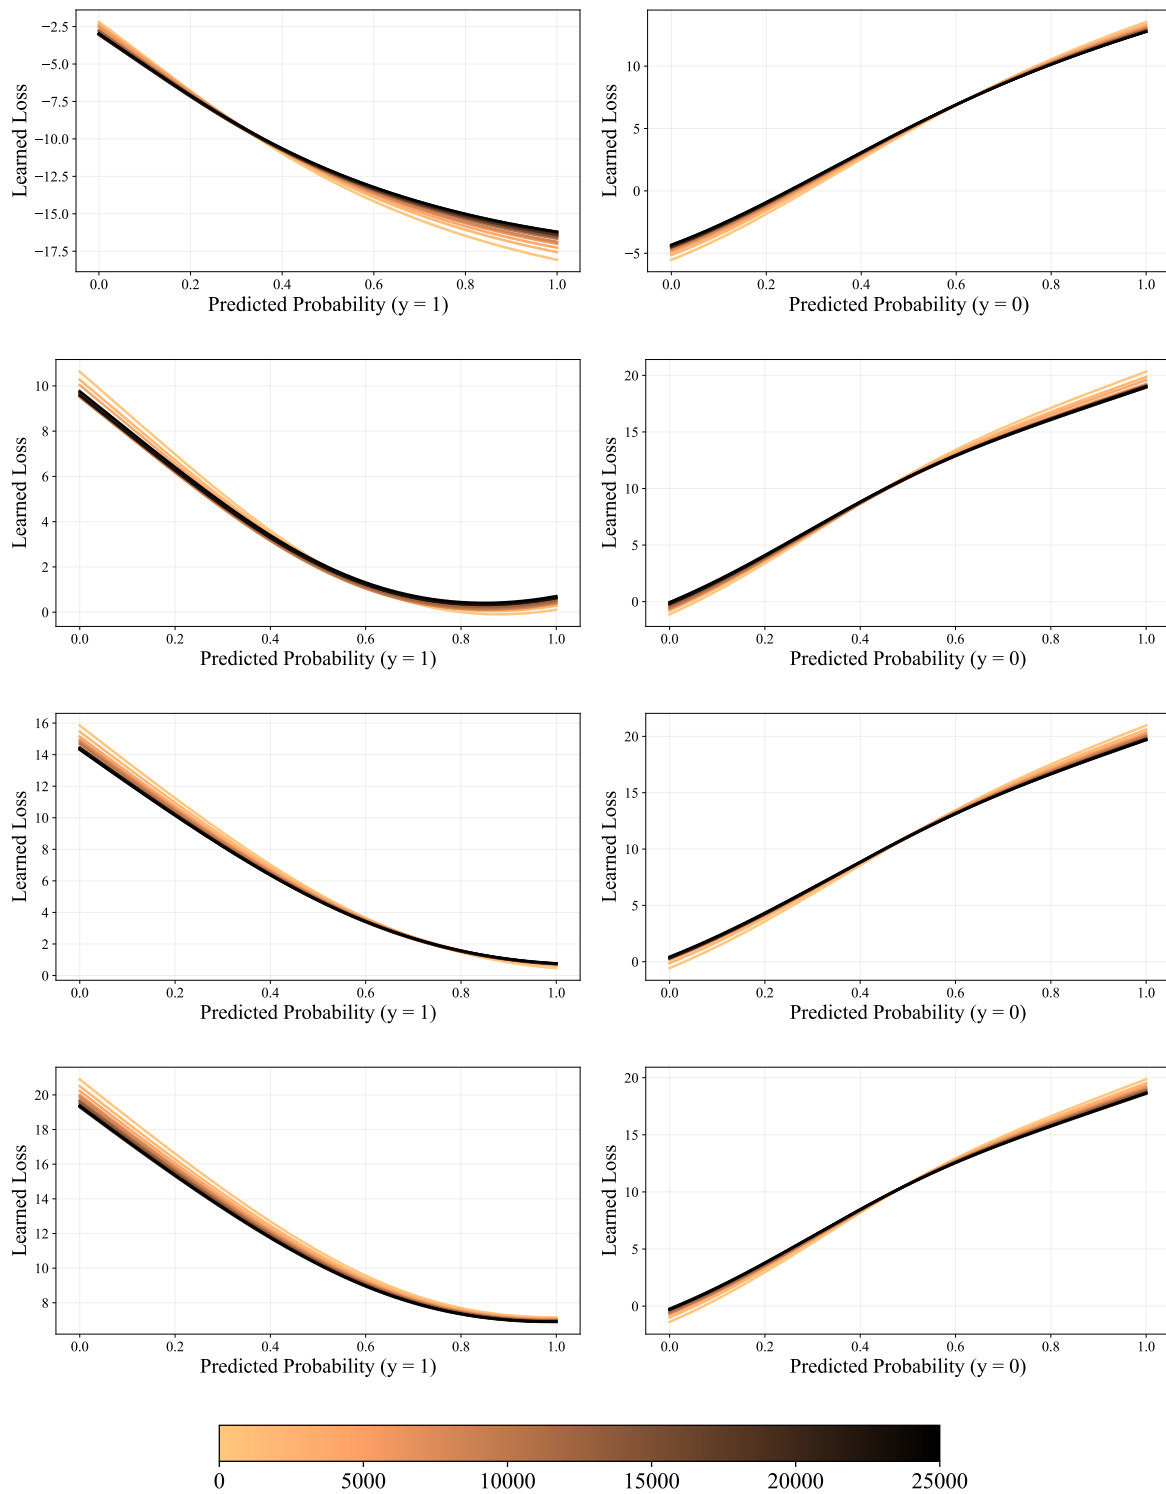 −2.5
−5.0
−7.5
−10.0
−12.5
−15.0
−17.5
Learned Loss
0.0 0.2 0.4 0.6 0.8 1.0
Predicted Probability (y = 1)
10
5
0
−5
Learned Loss
0.0 0.2 0.4 0.6 0.8 1.0
Predicted Probability (y = 0)
10
8
6
4
2
0
Learned Loss
0.0 0.2 0.4 0.6 0.8 1.0
Predicted Probability (y = 1)
20
15
10
5
0
Learned Loss
0.0 0.2 0.4 0.6 0.8 1.0
Predicted Probability (y = 0)
16
14
12
10
8
6
4
2
0
Learned Loss
0.0 0.2 0.4 0.6 0.8 1.0
Predicted Probability (y = 1)
20
15
10
5
0
Learned Loss
0.0 0.2 0.4 0.6 0.8 1.0
Predicted Probability (y = 0)
20
18
16
14
12
10
8
Learned Loss
0.0 0.2 0.4 0.6 0.8 1.0
Predicted Probability (y = 1)
20
15
10
5
0
Learned Loss
0.0 0.2 0.4 0.6 0.8 1.0
Predicted Probability (y = 0)
0 5000 10000 15000 20000 25000